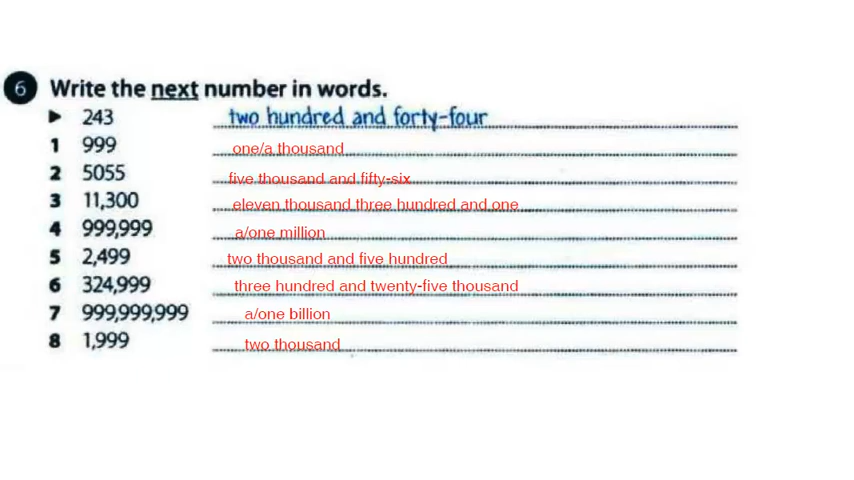 6 Write the next number in words.
▶ 243 two hundred and forty-four
1 999 one/a thousand
2 5055 five thousand and fifty-six
3 11,300 eleven thousand three hundred and one
4 999,999 a/one million
5 2,499 two thousand and five hundred
6 324,999 three hundred and twenty-five thousand
7 999,999,999 a/one billion
8 1,999 two thousand